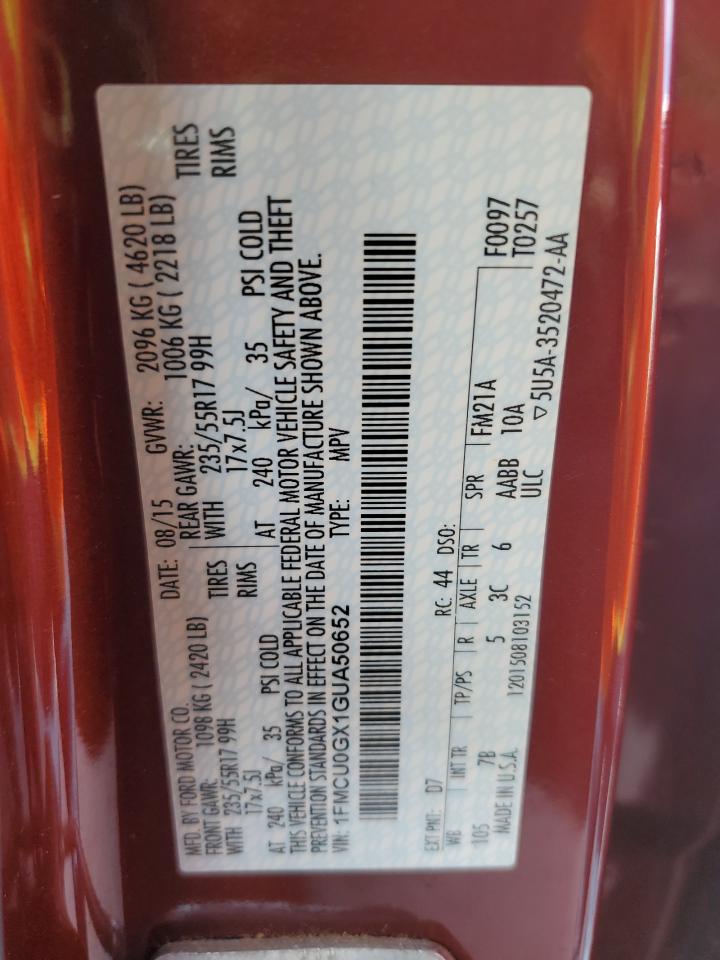 MFD. BY FORD MOTOR CO. DATE: 08/15 GVWR: 2096 KG ( 4620 LB)
FRONT GAWR: 1098 KG ( 2420 LB) REAR GAWR: 1006 KG ( 2218 LB)
WITH 235/55R17 99H TIRES WITH 235/55R17 99H TIRES
17x7.5J RIMS 17x7.5J RIMS
AT 240 kPa/ 35 PSI COLD AT 240 kPa/ 35 PSI COLD
THIS VEHICLE CONFORMS TO ALL APPLICABLE FEDERAL MOTOR VEHICLE SAFETY AND THEFT
PREVENTION STANDARDS IN EFFECT ON THE DATE OF MANUFACTURE SHOWN ABOVE.
VIN: 1FMCU0GX1GUA50652 TYPE: MPV
EXT PNT: D7 RC: 44 DSO: F0097
WB INT TR TP/PS R AXLE TR SPR FM21A T0257
105 7B 5 3C 6 AABB 10A
MADE IN U.S.A. 1201508103152 ULC ▽5U5A-3520472-AA